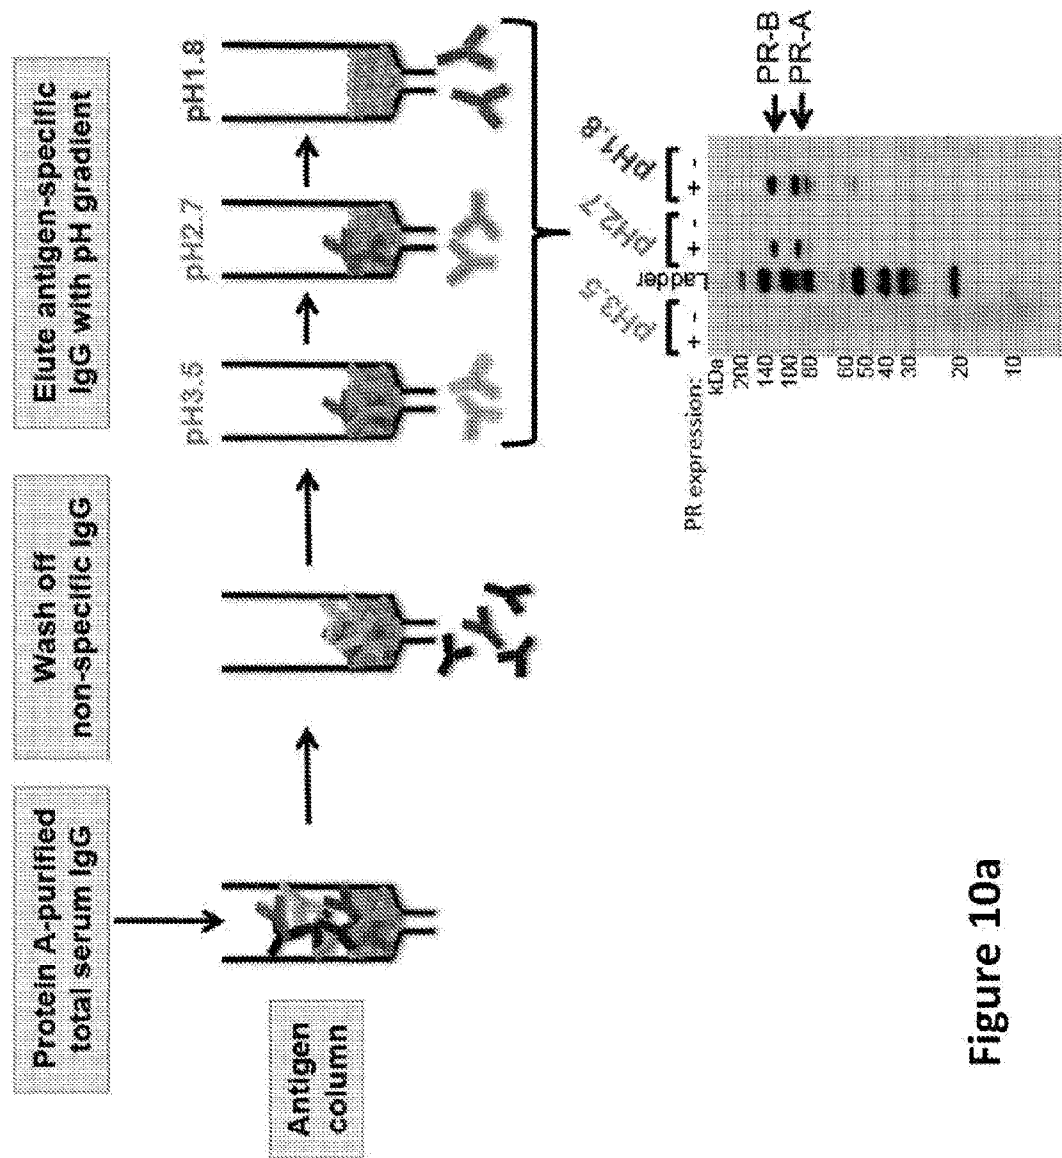 Protein A-purified
total serum IgG
Wash off
non-specific IgG
Elute antigen-specific
IgG with pH gradient
Antigen
column
pH3.5
pH2.7
pH1.8
pH3.5
Ladder
pH2.7
pH1.8
PR expression:
+ -
+ -
+ -
kDa
200
140
100
80
60
50
40
30
20
10
PR-B
PR-A
Figure 10a